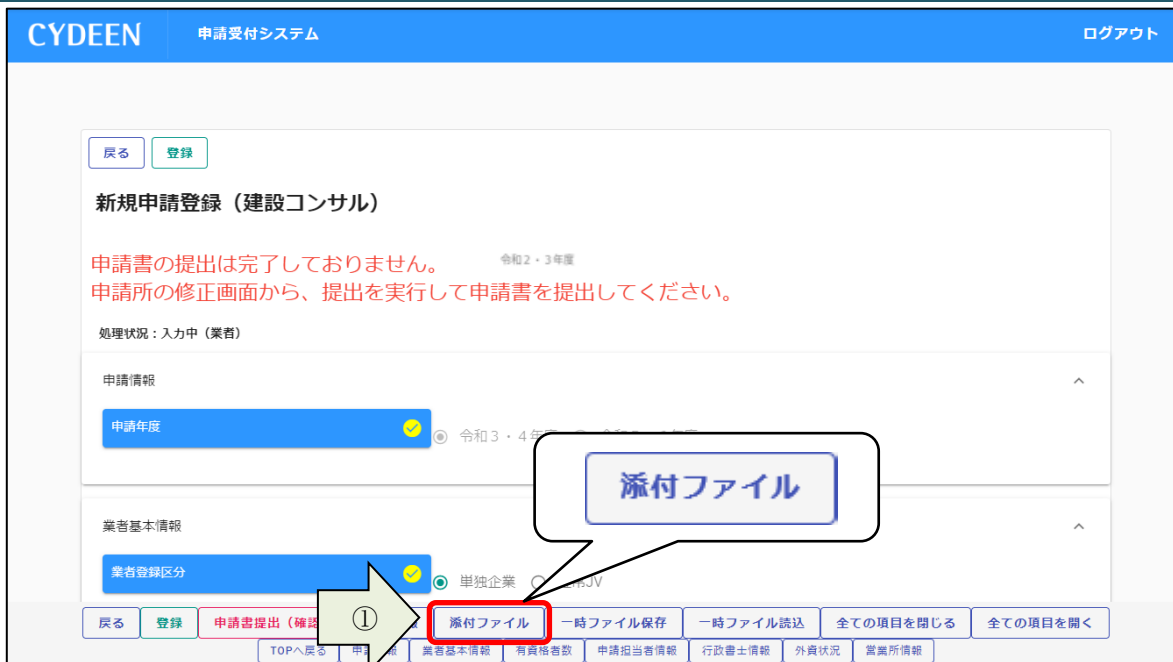 CYDEEN 申請受付システム ログアウト
戻る 登録
新規申請登録（建設コンサル）
申請書の提出は完了しておりません。 令和2・3年度
申請所の修正画面から、提出を実行して申請書を提出してください。
処理状況：入力中（業者）
申請情報
申請年度 令和3・4年度
添付ファイル
業者基本情報
業者登録区分 単独企業 JV
① 
戻る 登録 申請書提出（確認 添付ファイル 一時ファイル保存 一時ファイル読込 全ての項目を閉じる 全ての項目を開く
TOPへ戻る 申 報 業者基本情報 有資格者数 申請担当者情報 行政書士情報 外資状況 営業所情報